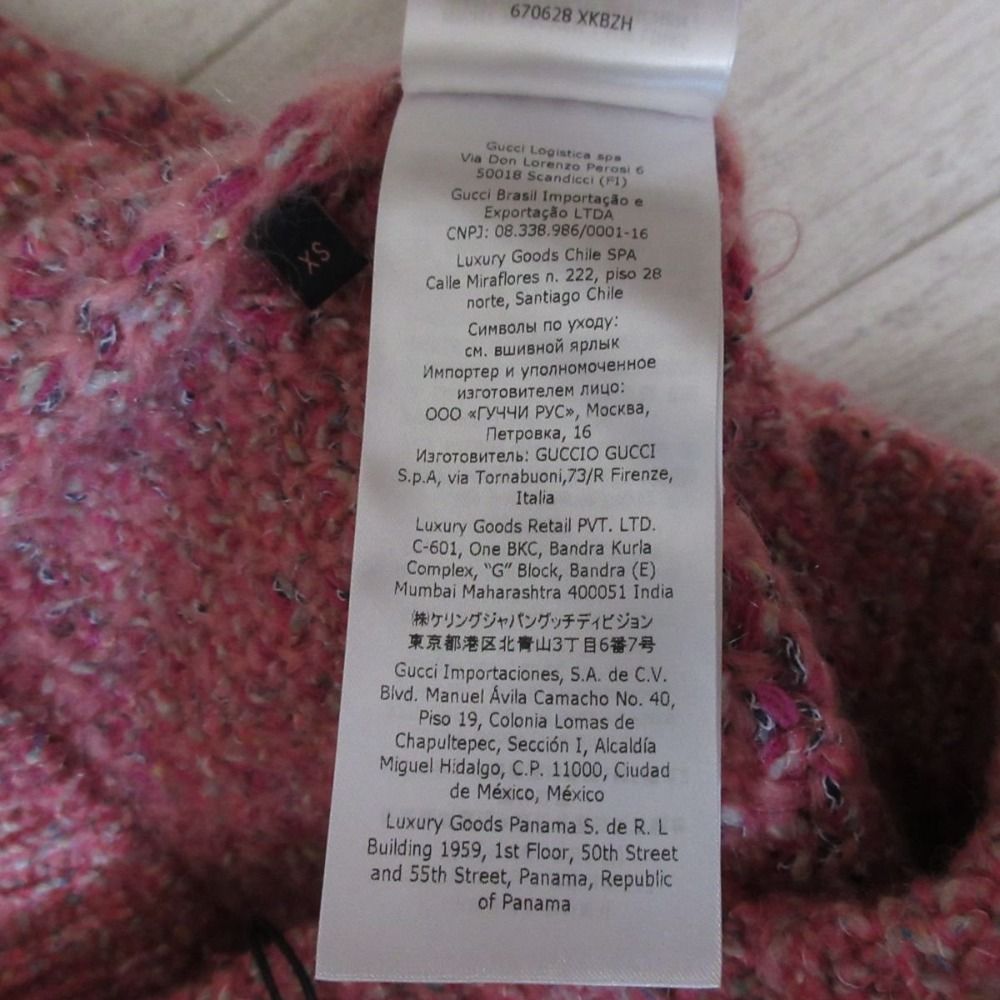 670628 XKBZH
Gucci Logistica spa
Via Don Lorenzo Perosi 6
50018 Scandicci (FI)
Gucci Brasil Importação e
Exportação LTDA
CNPJ: 08.338.986/0001-16
Luxury Goods Chile SPA
Calle Miraflores n. 222, piso 28
norte, Santiago Chile
Символы по уходу:
см. вшивной ярлык
Импортер и уполномоченное
изготовителем лицо:
ООО «ГУЧЧИ РУС», Москва,
Петровка, 16
Изготовитель: GUCCIO GUCCI
S.p.A, via Tornabuoni,73/R Firenze,
Italia
Luxury Goods Retail PVT. LTD.
C-601, One BKC, Bandra Kurla
Complex, "G" Block, Bandra (E)
Mumbai Maharashtra 400051 India
㈱ケリングジャパングッチディビジョン
東京都港区北青山3丁目6番7号
Gucci Importaciones, S.A. de C.V.
Blvd. Manuel Ávila Camacho No. 40,
Piso 19, Colonia Lomas de
Chapultepec, Sección I, Alcaldía
Miguel Hidalgo, C.P. 11000, Ciudad
de México, México
Luxury Goods Panama S. de R. L
Building 1959, 1st Floor, 50th Street
and 55th Street, Panama, Republic
of Panama
XS